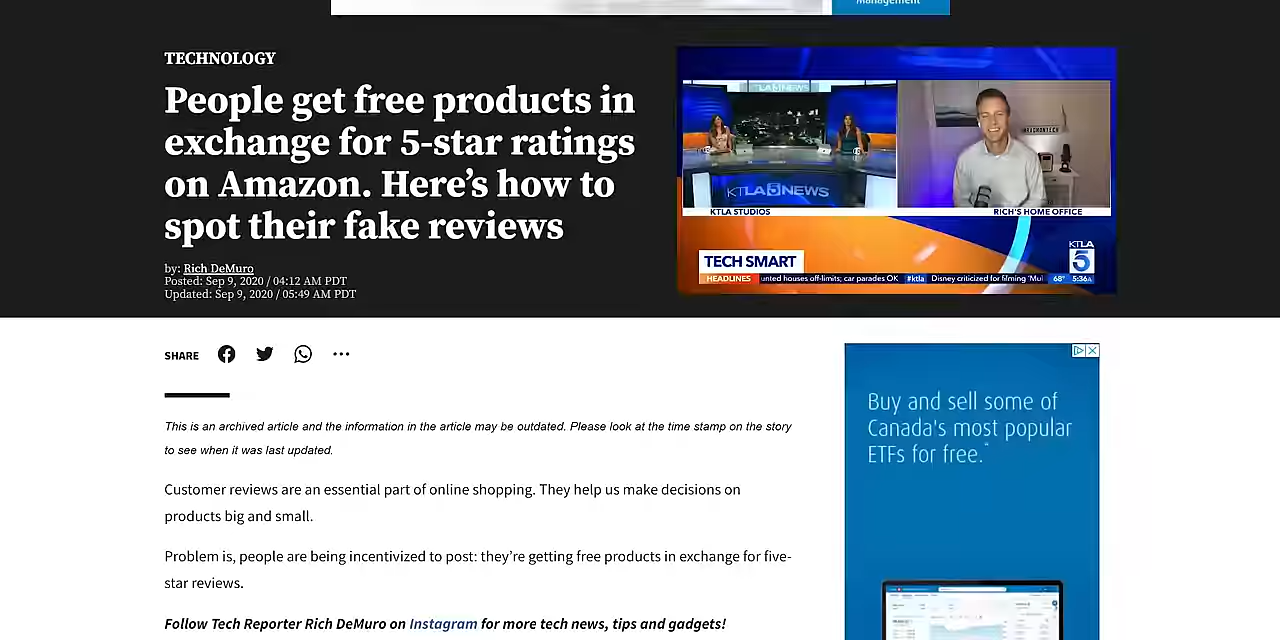 Management
TECHNOLOGY
People get free products in
exchange for 5-star ratings
on Amazon. Here's how to
spot their fake reviews
by: Rich DeMuro
Posted: Sep 9, 2020 / 04:12 AM PDT
Updated: Sep 9, 2020 / 05:49 AM PDT
KTLA 5 NEWS
KTLA STUDIOS
RICH'S HOME OFFICE
TECH SMART
KTLA
5
HEADLINES unted houses off-limits; car parades OK #ktla Disney criticized for filming 'Mul 68° 5:36A
SHARE
This is an archived article and the information in the article may be outdated. Please look at the time stamp on the story
to see when it was last updated.
Customer reviews are an essential part of online shopping. They help us make decisions on
products big and small.
Problem is, people are being incentivized to post: they're getting free products in exchange for five-
star reviews.
Follow Tech Reporter Rich DeMuro on Instagram for more tech news, tips and gadgets!
Buy and sell some of
Canada's most popular
ETFs for free.*